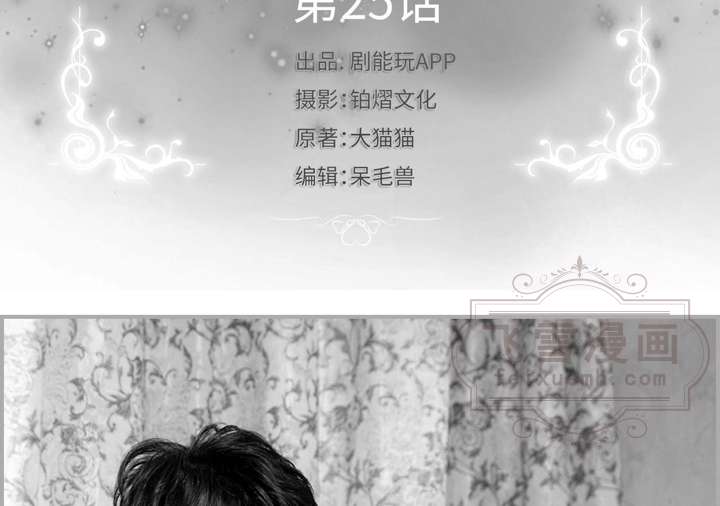 第25话
出品: 剧能玩APP
摄影：铂熠文化
原著：大猫猫
编辑：呆毛兽
飞雪漫画
feixuemh.com